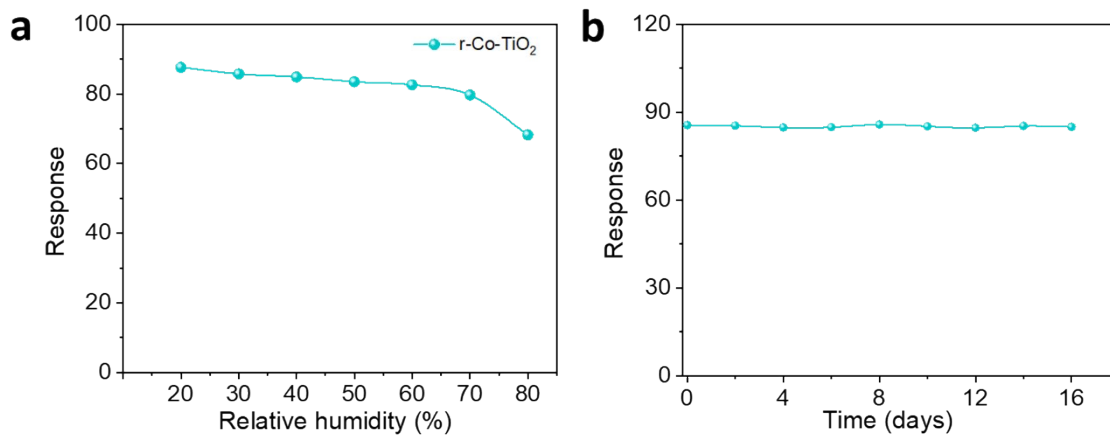 a
r-Co-TiO₂
100
80
60
40
20
0
Response
20 30 40 50 60 70 80
Relative humidity (%)
b
120
90
60
30
0
Response
0 4 8 12 16
Time (days)